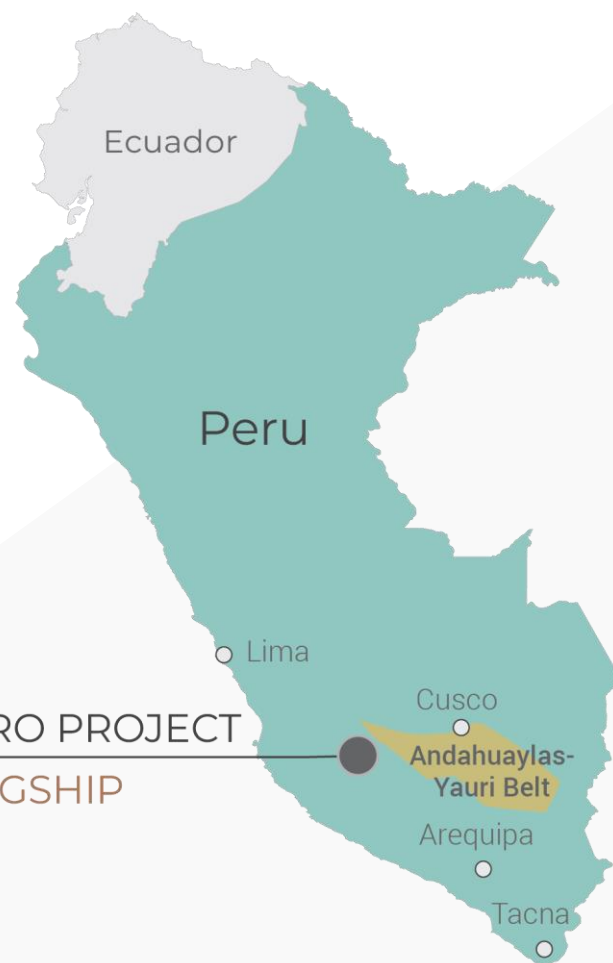 Ecuador
Peru
Lima
RO PROJECT
GSHIP
Cusco
Andahuaylas-
Yauri Belt
Arequipa
Tacna